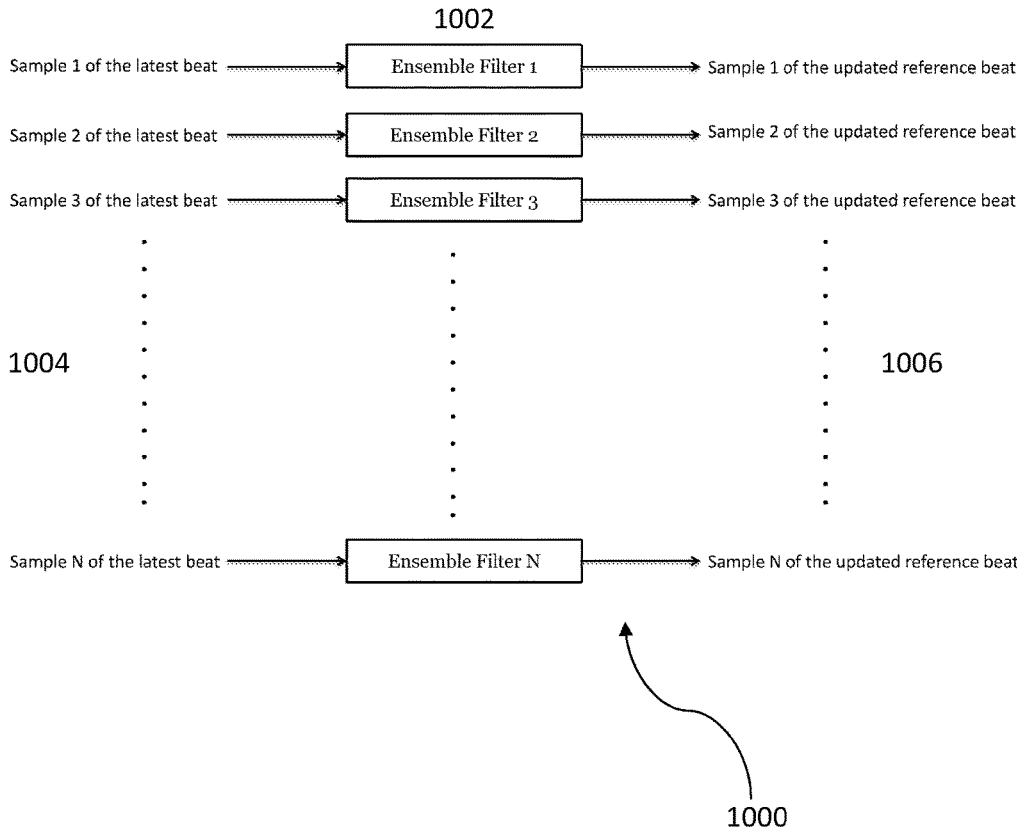 1002
Sample 1 of the latest beat Ensemble Filter 1 Sample 1 of the updated reference beat
Sample 2 of the latest beat Ensemble Filter 2 Sample 2 of the updated reference beat
Sample 3 of the latest beat Ensemble Filter 3 Sample 3 of the updated reference beat
1004 1006
Sample N of the latest beat Ensemble Filter N Sample N of the updated reference beat
1000